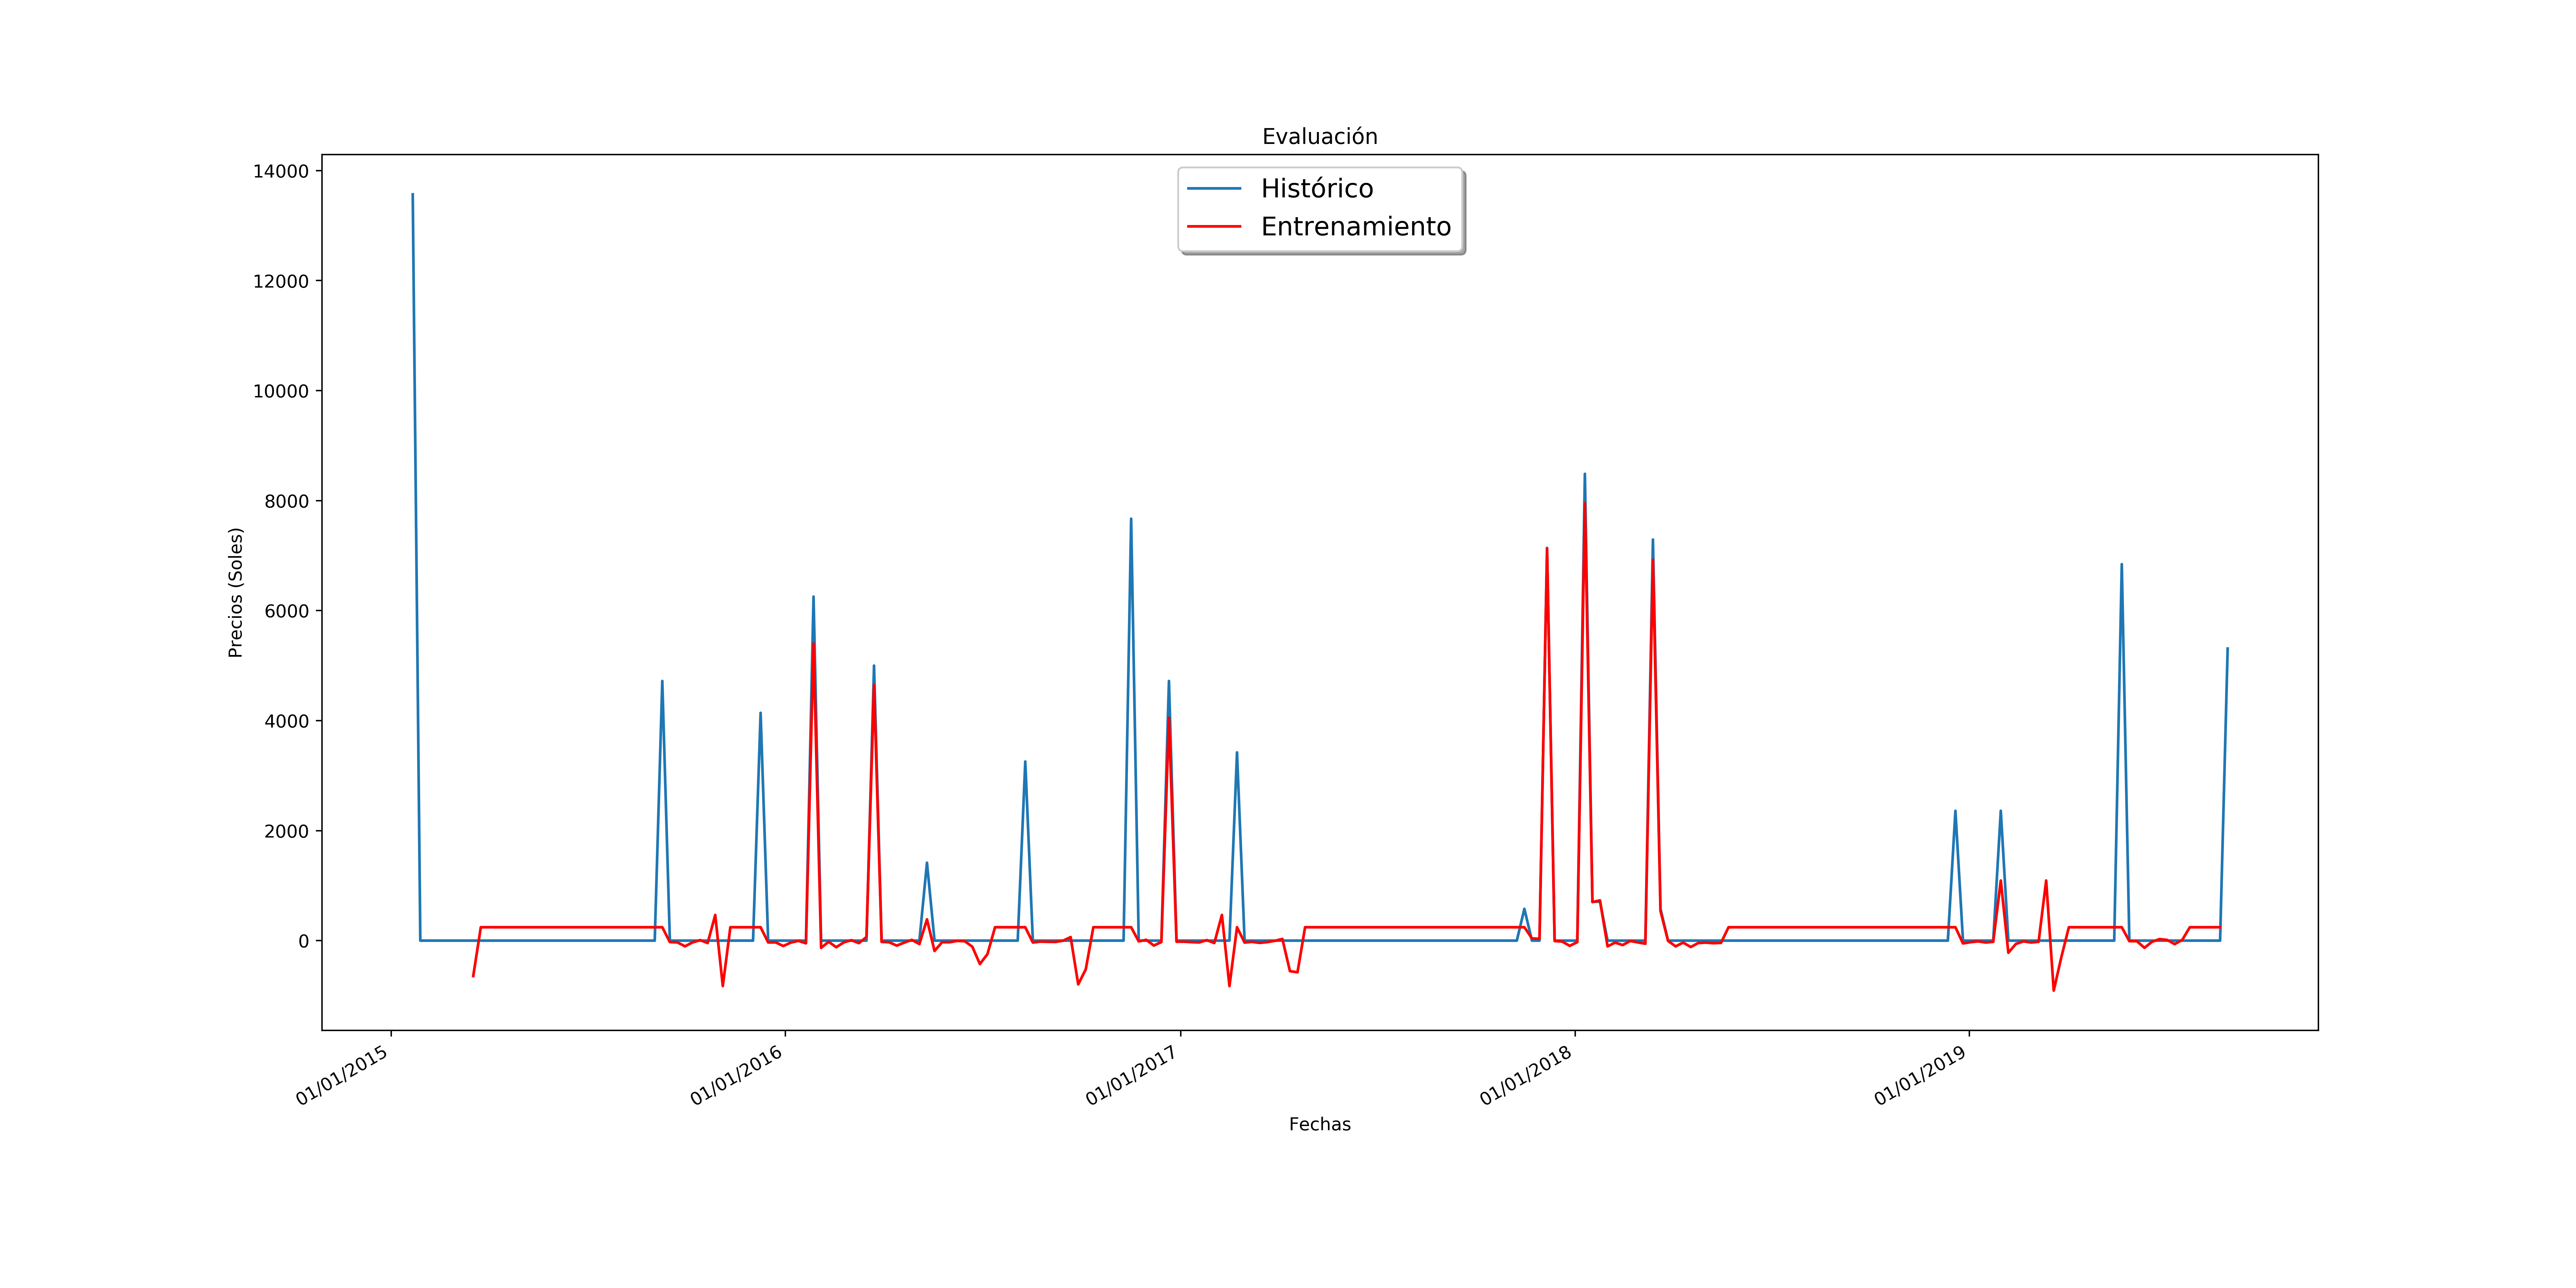 Evaluación
Histórico
Entrenamiento
14000
12000
10000
8000
6000
4000
2000
0
Precios (Soles)
01/01/2015
01/01/2016
01/01/2017
01/01/2018
01/01/2019
Fechas